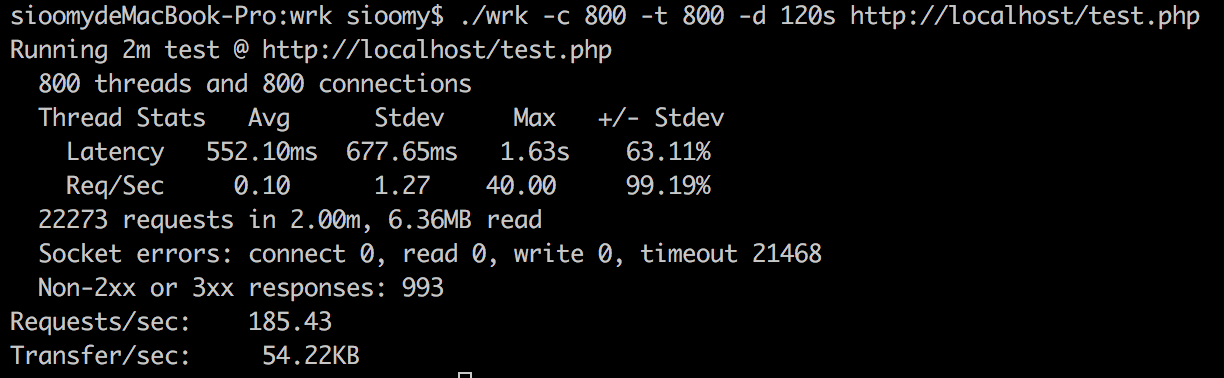 sioomydeMacBook-Pro:wrk sioomy$ ./wrk -c 800 -t 800 -d 120s http://localhost/test.php
Running 2m test @ http://localhost/test.php
  800 threads and 800 connections
  Thread Stats   Avg      Stdev     Max   +/- Stdev
    Latency   552.10ms  677.65ms   1.63s    63.11%
    Req/Sec     0.10      1.27    40.00     99.19%
  22273 requests in 2.00m, 6.36MB read
  Socket errors: connect 0, read 0, write 0, timeout 21468
  Non-2xx or 3xx responses: 993
Requests/sec:    185.43
Transfer/sec:     54.22KB